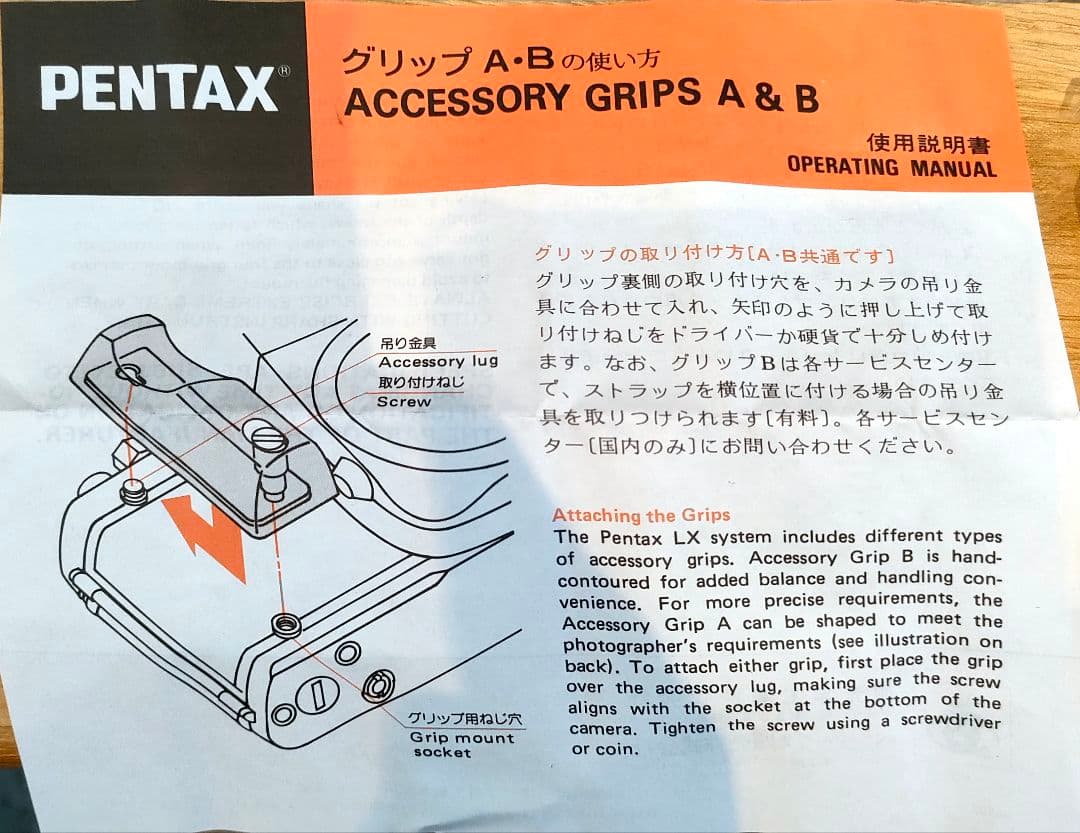 PENTAX®
グリップ A・Bの使い方
ACCESSORY GRIPS A & B
使用説明書
OPERATING MANUAL
吊り金具
Accessory lug
取り付けねじ
Screw
グリップ用ねじ穴
Grip mount
socket
グリップの取り付け方[A・B共通です]
グリップ裏側の取り付け穴を、カメラの吊り金
具に合わせて入れ、矢印のように押し上げて取
り付けねじをドライバーか硬貨で十分しめ付け
ます。なお、グリップBは各サービスセンター
で、ストラップを横位置に付ける場合の吊り金
具を取りつけられます[有料]。各サービスセン
ター[国内のみ]にお問い合わせください。
Attaching the Grips
The Pentax LX system includes different types
of accessory grips. Accessory Grip B is hand-
contoured for added balance and handling con-
venience. For more precise requirements, the
Accessory Grip A can be shaped to meet the
photographer's requirements (see illustration on
back). To attach either grip, first place the grip
over the accessory lug, making sure the screw
aligns with the socket at the bottom of the
camera. Tighten the screw using a screwdriver
or coin.